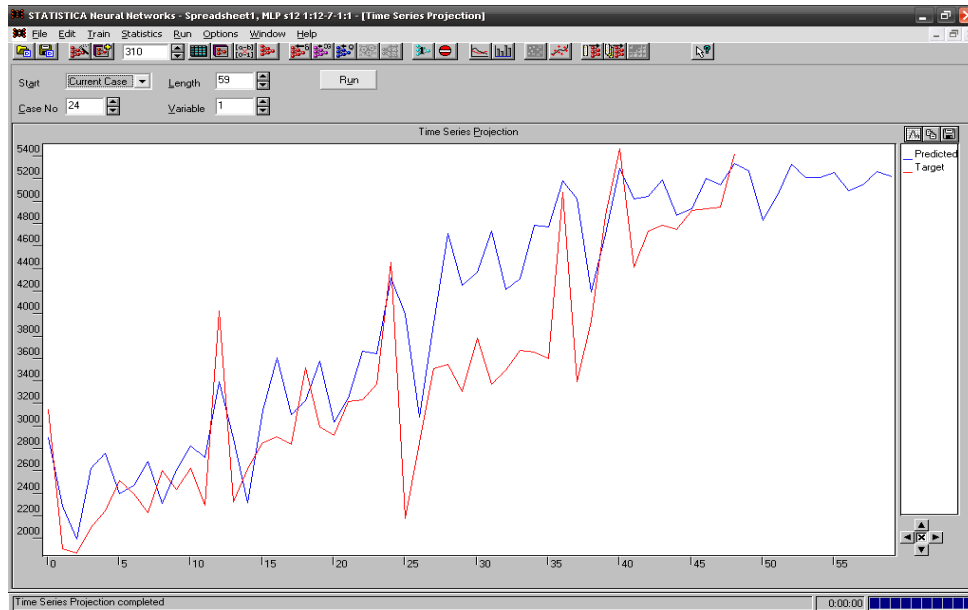 STATISTICA Neural Networks - Spreadsheet1, MLP s12 1:12-7-1:1 - [Time Series Projection]
File Edit Train Statistics Run Options Window Help
310
Start Current Case Length 59 Run
Case No 24 Variable 1
Time Series Projection
5400
5200
5000
4800
4600
4400
4200
4000
3800
3600
3400
3200
3000
2800
2600
2400
2200
2000
Predicted
Target
0 5 10 15 20 25 30 35 40 45 50 55
Time Series Projection completed 0:00:00